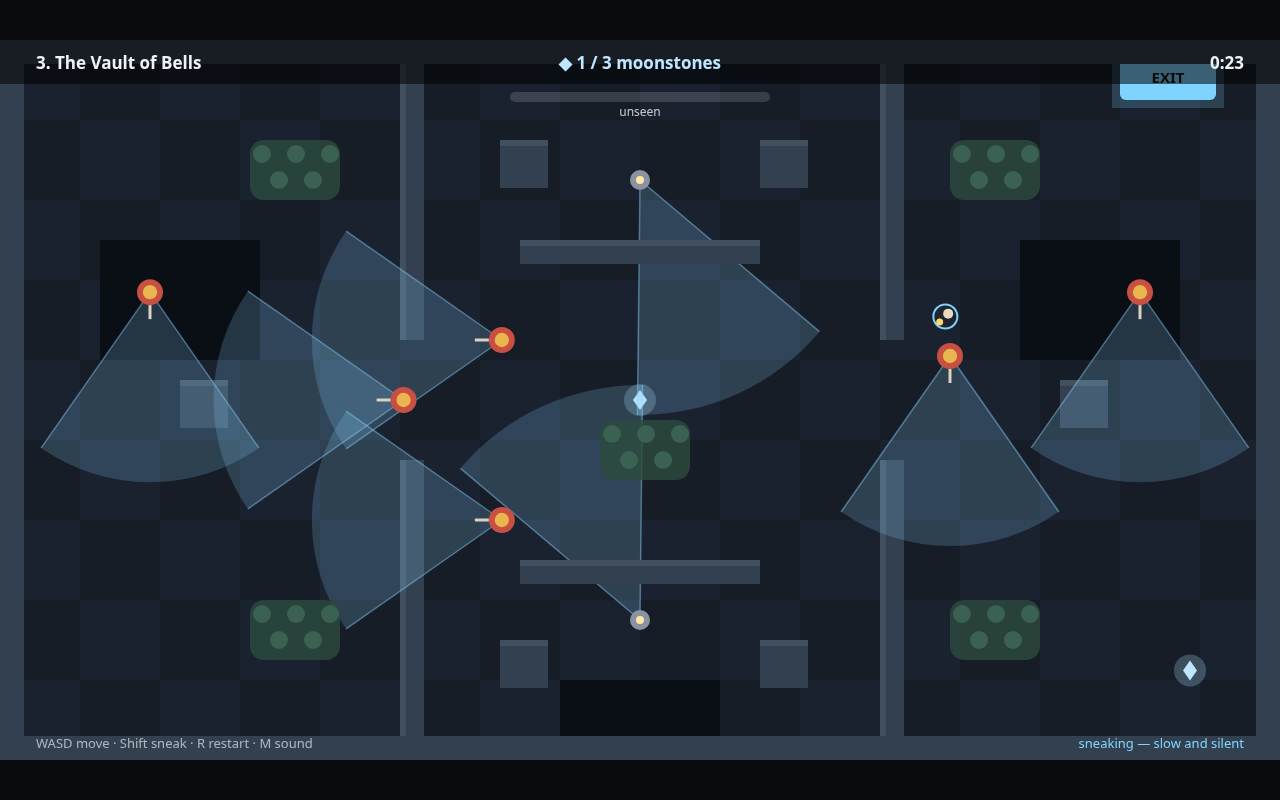 3. The Vault of Bells
◆ 1 / 3 moonstones
0:23
EXIT
unseen
WASD move · Shift sneak · R restart · M sound
sneaking — slow and silent